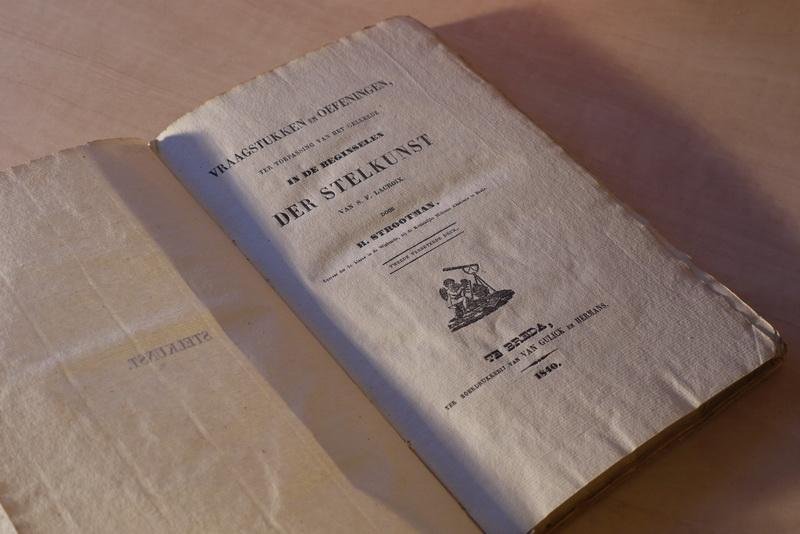 STELKUNST.
VRAAGSTUKKEN EN OEFENINGEN,
TER TOEPASSING VAN HET GELEERDE
IN DE BEGINSELEN
DER STELKUNST
VAN S. F. LACROIX.
DOOR
H. STROOTMAN,
TWEEDE VERBETERDE DRUK.
TE BREDA,
TER BOEKDRUKKERIJ VAN VAN GULICK EN HERMANS.
1840.